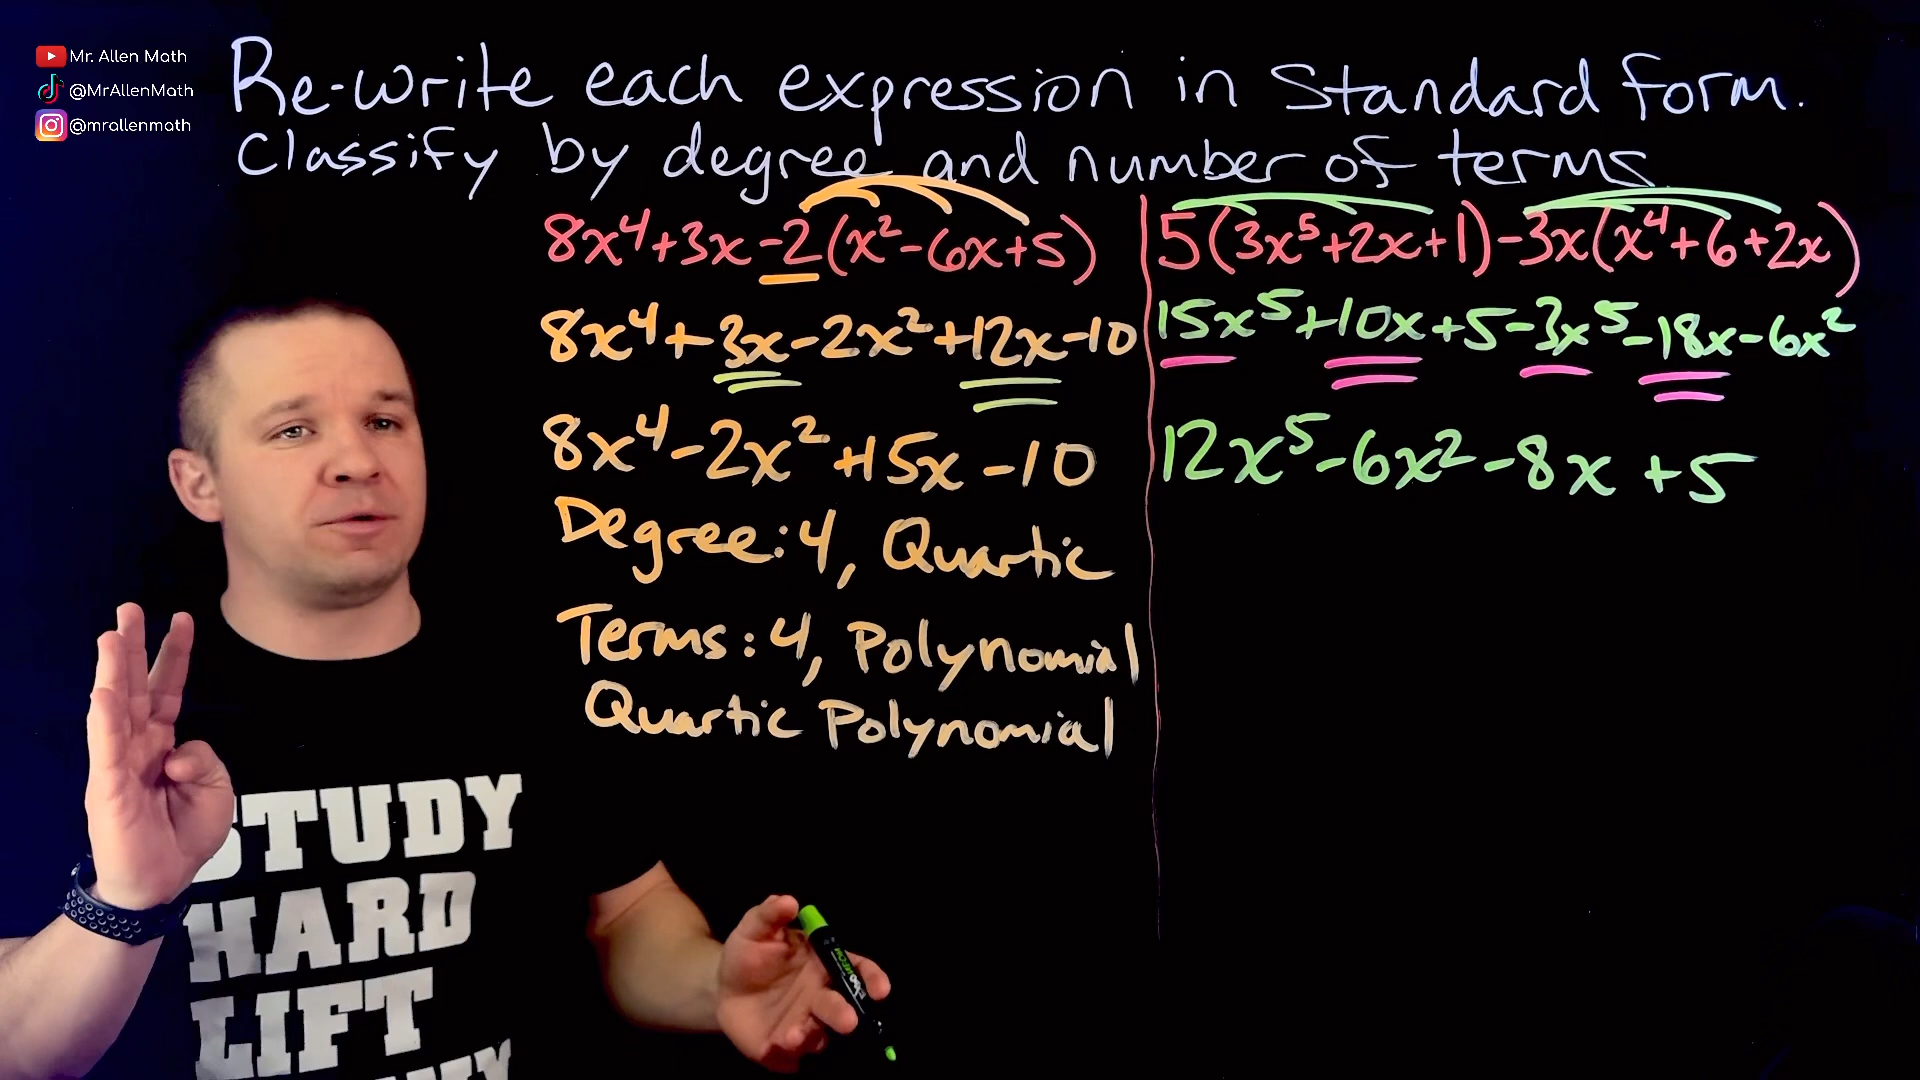 Mr. Allen Math
@MrAllenMath
@mrallenmath
Re-write each expression in Standard form.
Classify by degree and number of terms
8x⁴+3x-2(x²-6x+5)
8x⁴+3x-2x²+12x-10
8x⁴-2x²+15x-10
Degree:4, Quartic
Terms:4, Polynomial
Quartic Polynomial
5(3x⁵+2x+1)-3x(x⁴+6+2x)
15x⁵+10x+5-3x⁵-18x-6x²
12x⁵-6x²-8x+5
STUDY
HARD
LIFT
EXPO